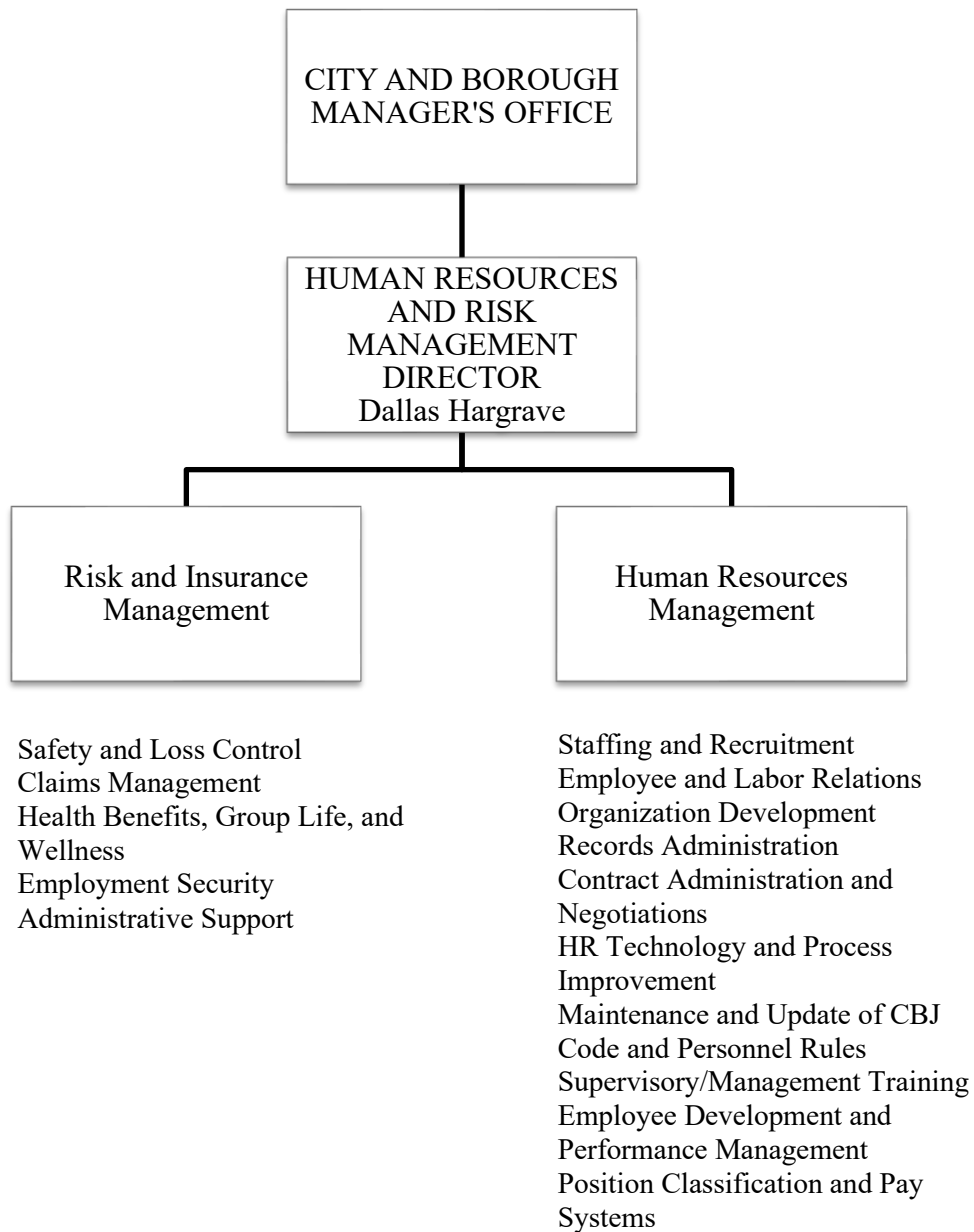 CITY AND BOROUGH
MANAGER'S OFFICE
HUMAN RESOURCES
AND RISK
MANAGEMENT
DIRECTOR
Dallas Hargrave
Risk and Insurance
Management
Safety and Loss Control
Claims Management
Health Benefits, Group Life, and
Wellness
Employment Security
Administrative Support
Human Resources
Management
Staffing and Recruitment
Employee and Labor Relations
Organization Development
Records Administration
Contract Administration and
Negotiations
HR Technology and Process
Improvement
Maintenance and Update of CBJ
Code and Personnel Rules
Supervisory/Management Training
Employee Development and
Performance Management
Position Classification and Pay
Systems